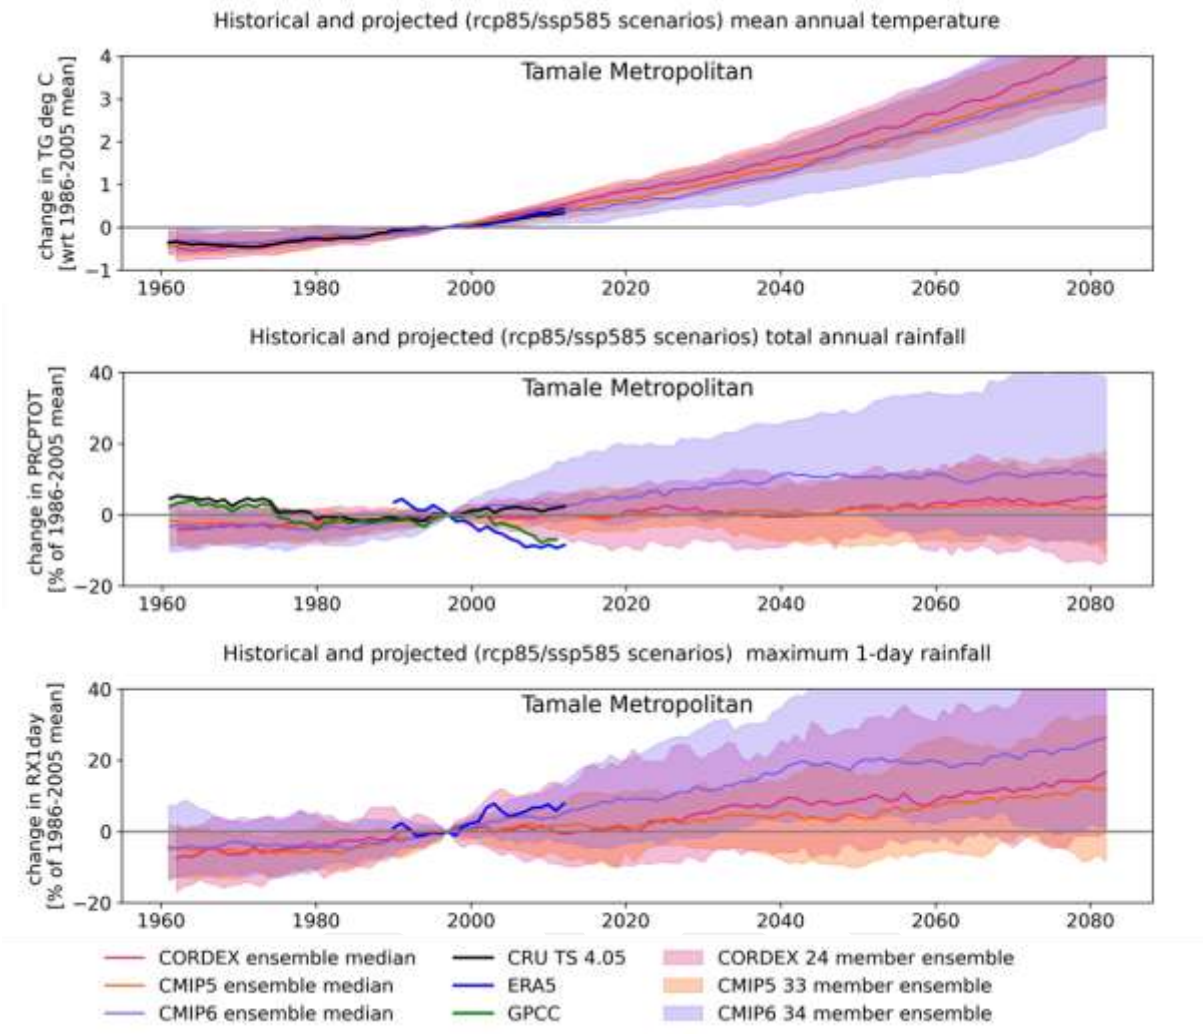 Historical and projected (rcp85/ssp585 scenarios) mean annual temperature
Tamale Metropolitan
change in TG deg C
[wrt 1986-2005 mean]
4
3
2
1
0
−1
1960 1980 2000 2020 2040 2060 2080
Historical and projected (rcp85/ssp585 scenarios) total annual rainfall
Tamale Metropolitan
change in PRCPTOT
[% of 1986-2005 mean]
40
20
0
−20
1960 1980 2000 2020 2040 2060 2080
Historical and projected (rcp85/ssp585 scenarios) maximum 1-day rainfall
Tamale Metropolitan
change in RX1day
[% of 1986-2005 mean]
40
20
0
−20
1960 1980 2000 2020 2040 2060 2080
CORDEX ensemble median CRU TS 4.05 CORDEX 24 member ensemble
CMIP5 ensemble median ERA5 CMIP5 33 member ensemble
CMIP6 ensemble median GPCC CMIP6 34 member ensemble